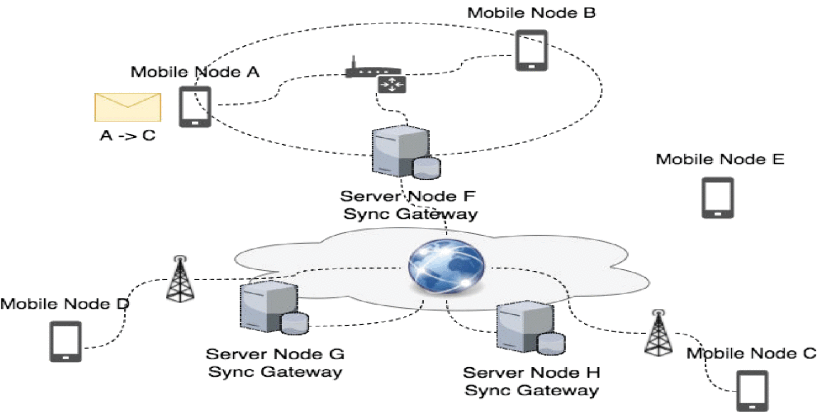 Mobile Node B
Mobile Node A
A -> C
Mobile Node E
Server Node F
Sync Gateway
Mobile Node D
Server Node G
Sync Gateway
Server Node H
Sync Gateway
Mobile Node C